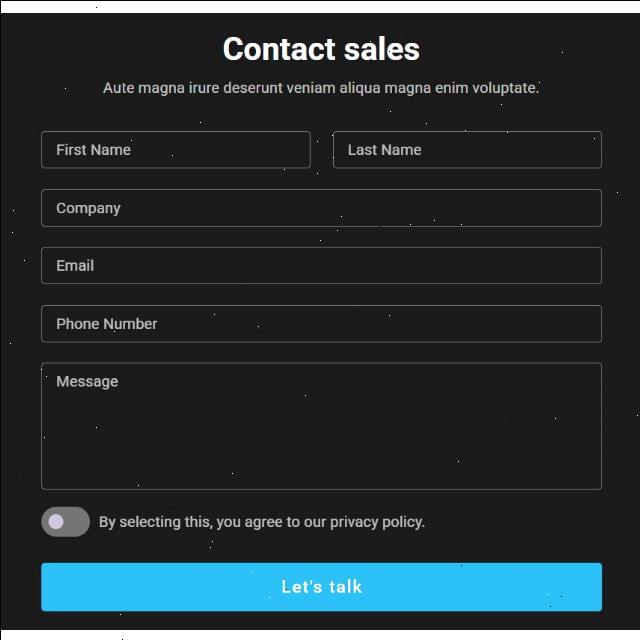 Contact sales
Aute magna irure deserunt veniam aliqua magna enim voluptate.
First Name Last Name
Company
Email
Phone Number
Message
By selecting this, you agree to our privacy policy.
Let's talk